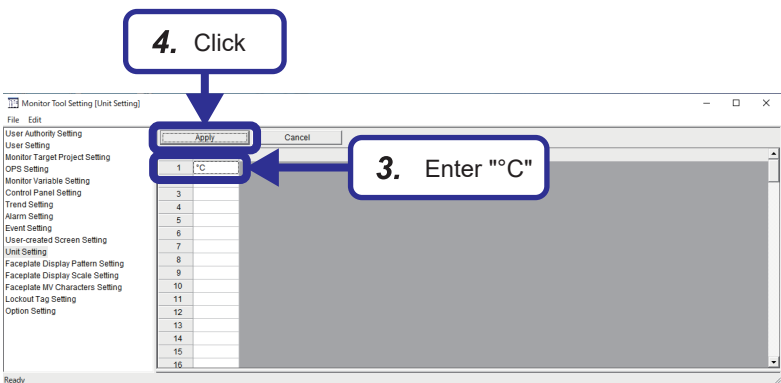 4. Click
Monitor Tool Setting [Unit Setting]
File Edit
User Authority Setting
User Setting
Monitor Target Project Setting
OPS Setting
Monitor Variable Setting
Control Panel Setting
Trend Setting
Alarm Setting
Event Setting
User-created Screen Setting
Unit Setting
Faceplate Display Pattern Setting
Faceplate Display Scale Setting
Faceplate MV Characters Setting
Lockout Tag Setting
Option Setting
Apply Cancel
3. Enter "°C"
1 °C
3
4
5
6
7
8
9
10
11
12
13
14
15
16
Ready